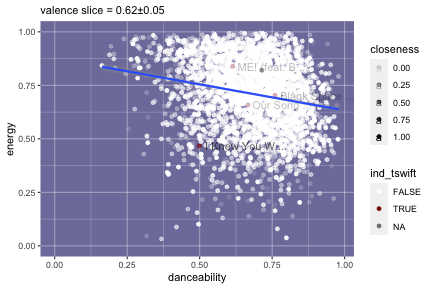 valence slice = 0.62±0.05
1.00
0.75
0.50
0.25
0.00
energy
ME! (feat. B
Blank Space
Our Song
I Know You W...
0.00
0.25
0.50
0.75
1.00
danceability
closeness
0.00
0.25
0.50
0.75
1.00
ind_tswift
FALSE
TRUE
NA